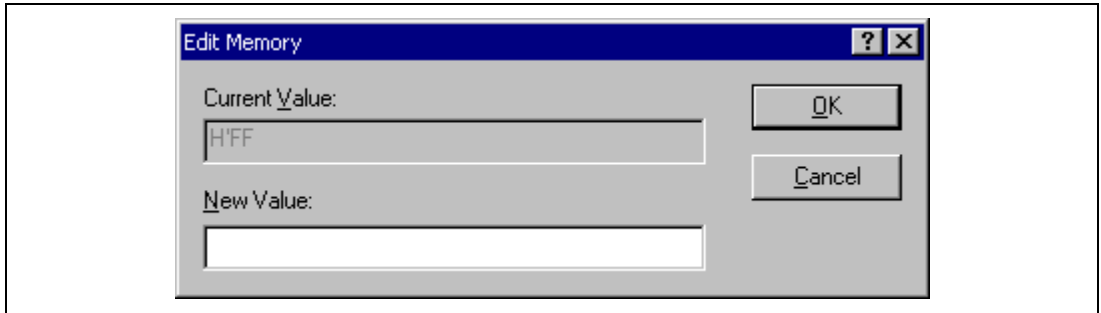 Edit Memory
Current Value:
OK
H'FF
Cancel
New Value: